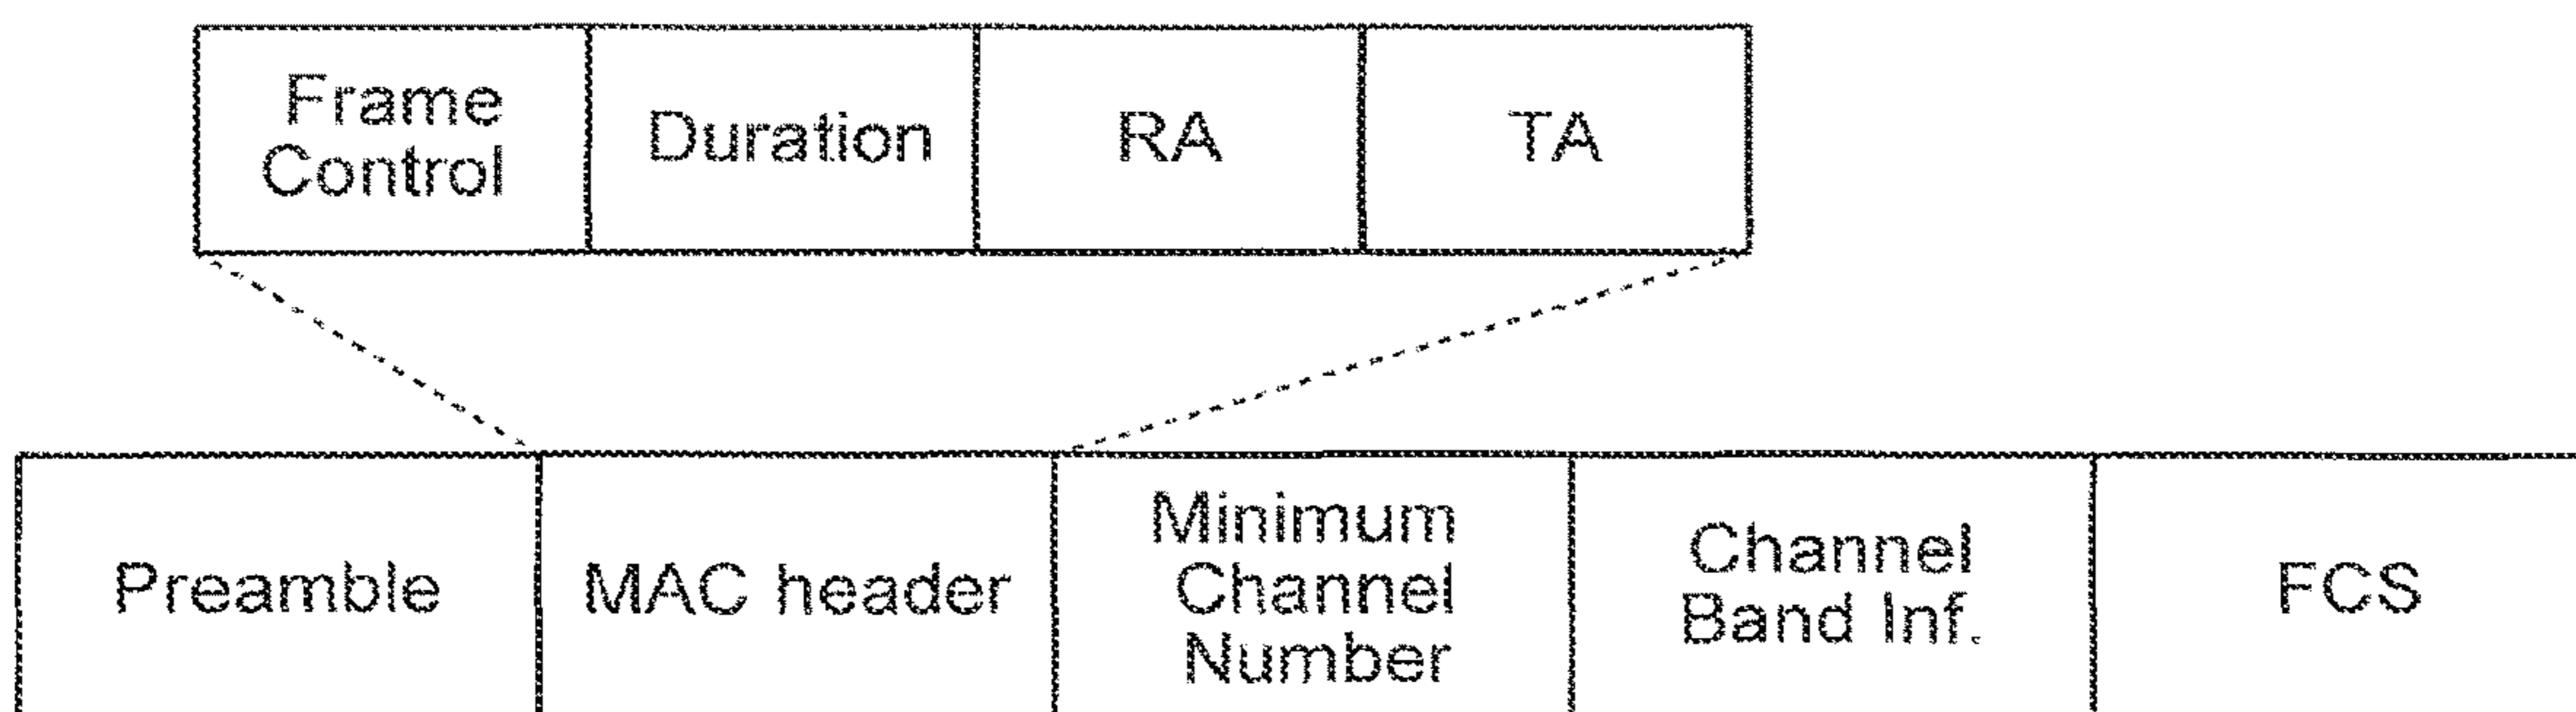 Frame
Control
Duration
RA
TA
Preamble
MAC header
Minimum
Channel
Number
Channel
Band Inf.
FCS